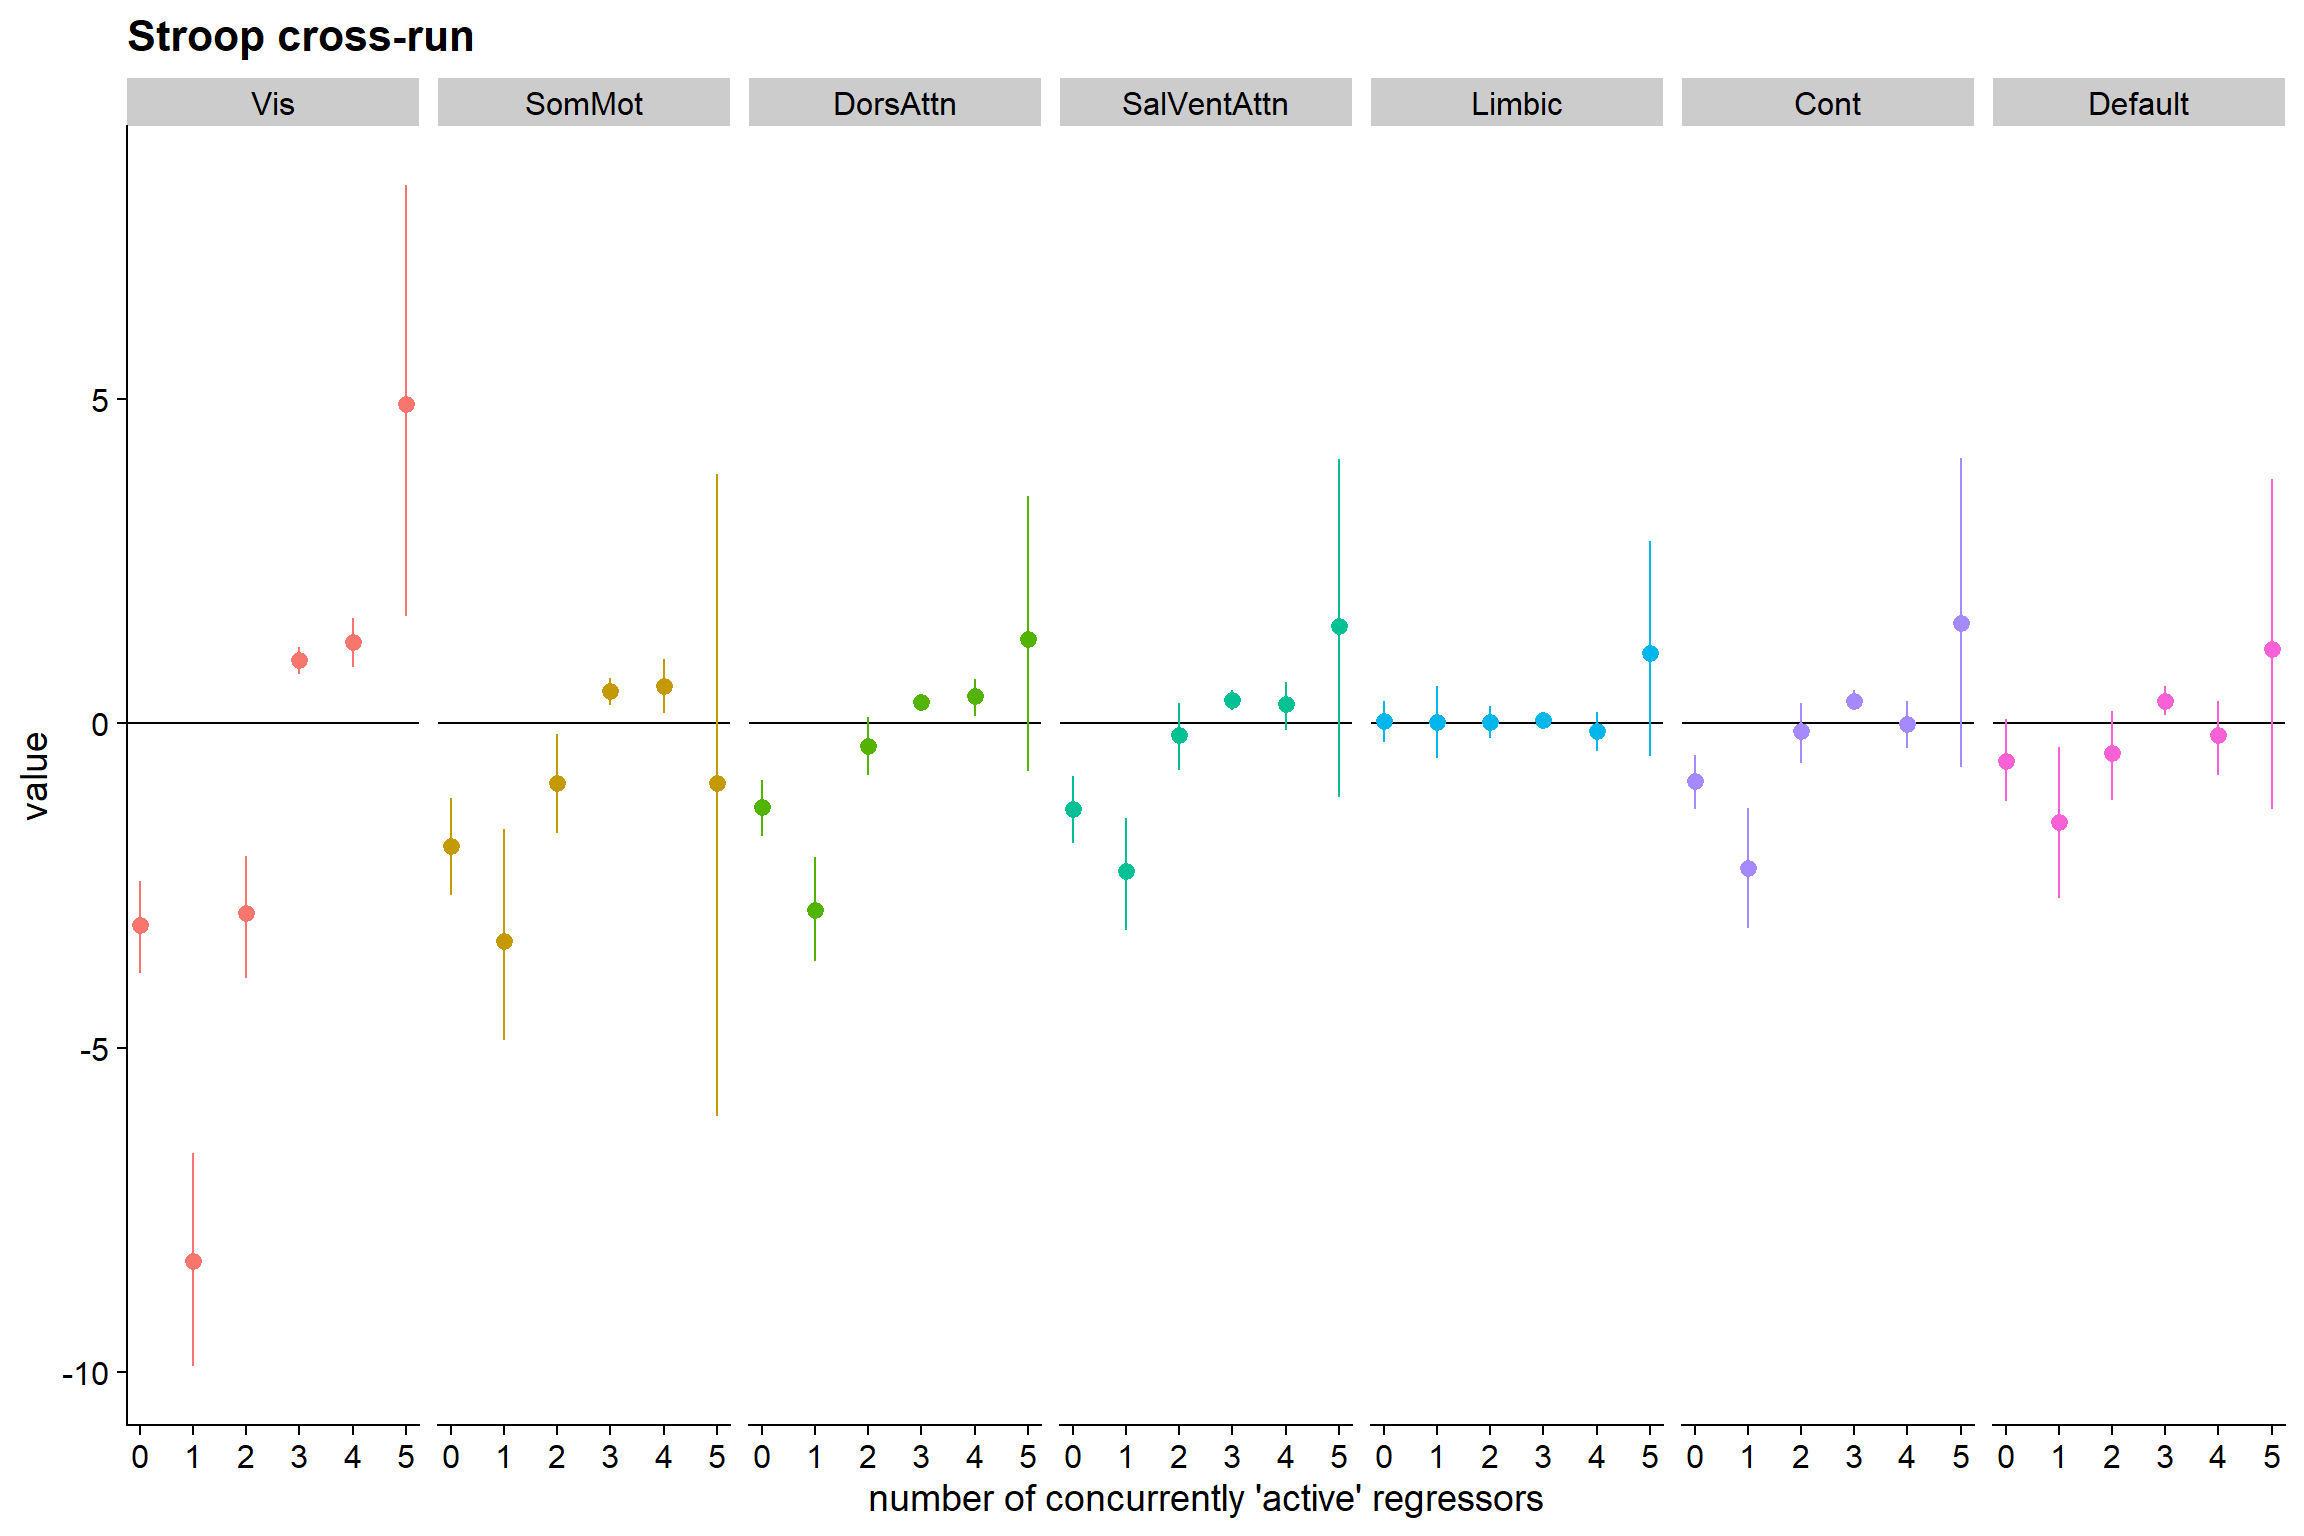 Stroop cross-run
Vis SomMot DorsAttn SalVentAttn Limbic Cont Default
value
5
0
-5
-10
0 1 2 3 4 5 0 1 2 3 4 5 0 1 2 3 4 5 0 1 2 3 4 5 0 1 2 3 4 5 0 1 2 3 4 5 0 1 2 3 4 5
number of concurrently 'active' regressors